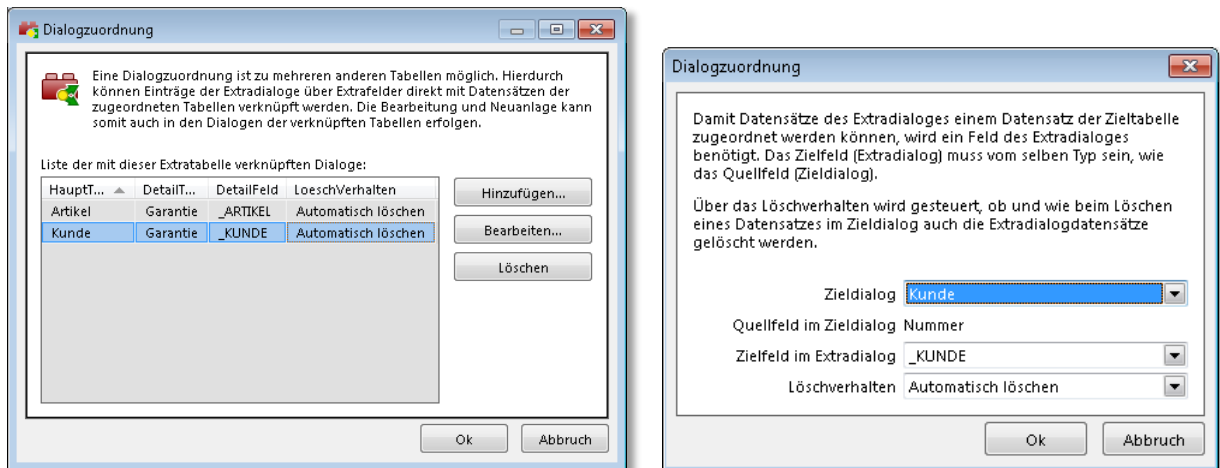 Dialogzuordnung
Eine Dialogzuordnung ist zu mehreren anderen Tabellen möglich. Hierdurch
können Einträge der Extradialoge über Extrafelder direkt mit Datensätzen der
zugeordneten Tabellen verknüpft werden. Die Bearbeitung und Neuanlage kann
somit auch in den Dialogen der verknüpften Tabellen erfolgen.
Liste der mit dieser Extratabelle verknüpften Dialoge:
HauptT... DetailT... DetailFeld LoeschVerhalten
Artikel Garantie _ARTIKEL Automatisch löschen
Kunde Garantie _KUNDE Automatisch löschen
Hinzufügen...
Bearbeiten...
Löschen
Ok Abbruch
Dialogzuordnung
Damit Datensätze des Extradialoges einem Datensatz der Zieltabelle
zugeordnet werden können, wird ein Feld des Extradialoges
benötigt. Das Zielfeld (Extradialog) muss vom selben Typ sein, wie
das Quellfeld (Zieldialog).
Über das Löschverhalten wird gesteuert, ob und wie beim Löschen
eines Datensatzes im Zieldialog auch die Extradialogdatensätze
gelöscht werden.
Zieldialog Kunde
Quellfeld im Zieldialog Nummer
Zielfeld im Extradialog _KUNDE
Löschverhalten Automatisch löschen
Ok Abbruch